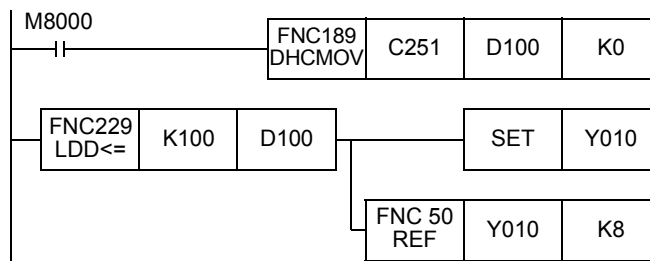 M8000
FNC189 DHCMOV C251 D100 K0
FNC229 LDD<= K100 D100 SET Y010
FNC 50 REF Y010 K8